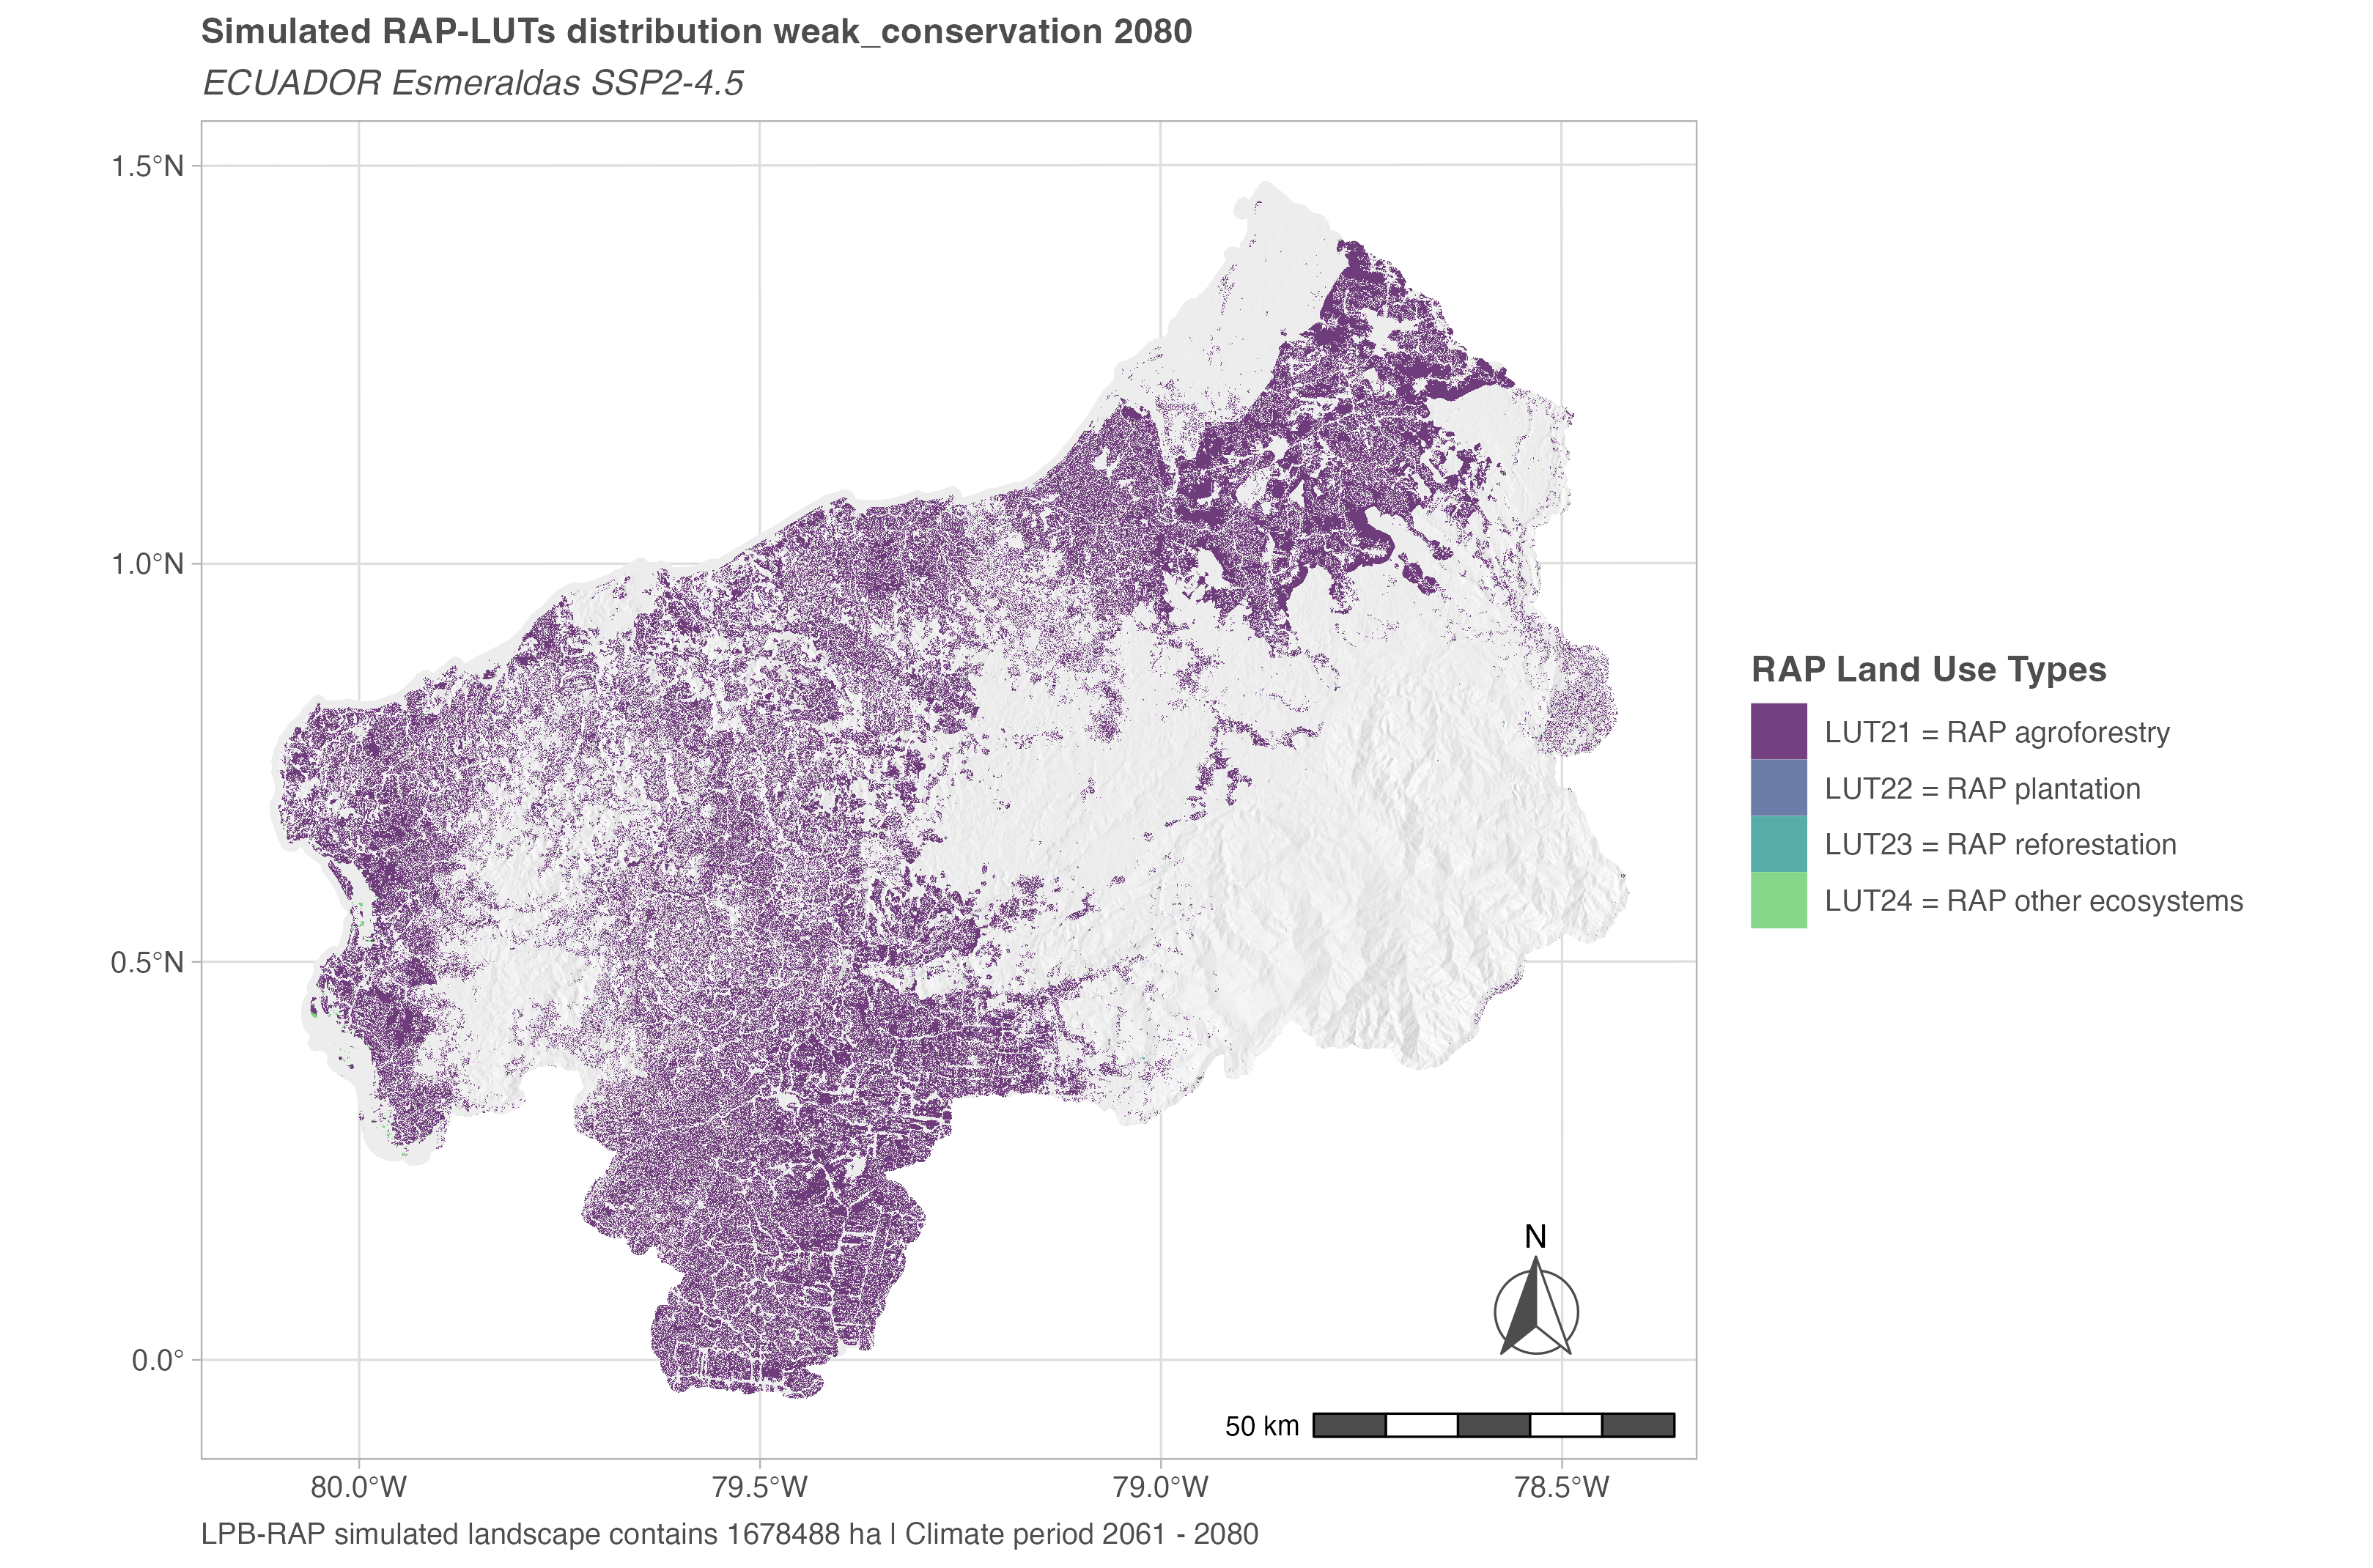 Simulated RAP-LUTs distribution weak_conservation 2080
ECUADOR Esmeraldas SSP2-4.5
1.5°N
1.0°N
0.5°N
0.0°
80.0°W
79.5°W
79.0°W
78.5°W
N
50 km
RAP Land Use Types
LUT21 = RAP agroforestry
LUT22 = RAP plantation
LUT23 = RAP reforestation
LUT24 = RAP other ecosystems
LPB-RAP simulated landscape contains 1678488 ha | Climate period 2061 - 2080